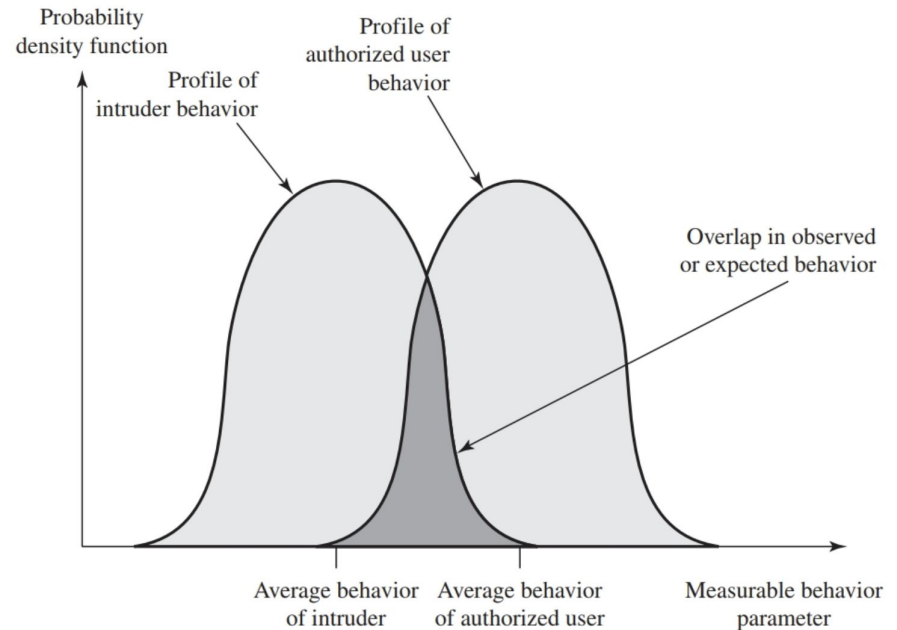 Probability
density function
Profile of
intruder behavior
Profile of
authorized user
behavior
Overlap in observed
or expected behavior
Average behavior
of intruder
Average behavior
of authorized user
Measurable behavior
parameter